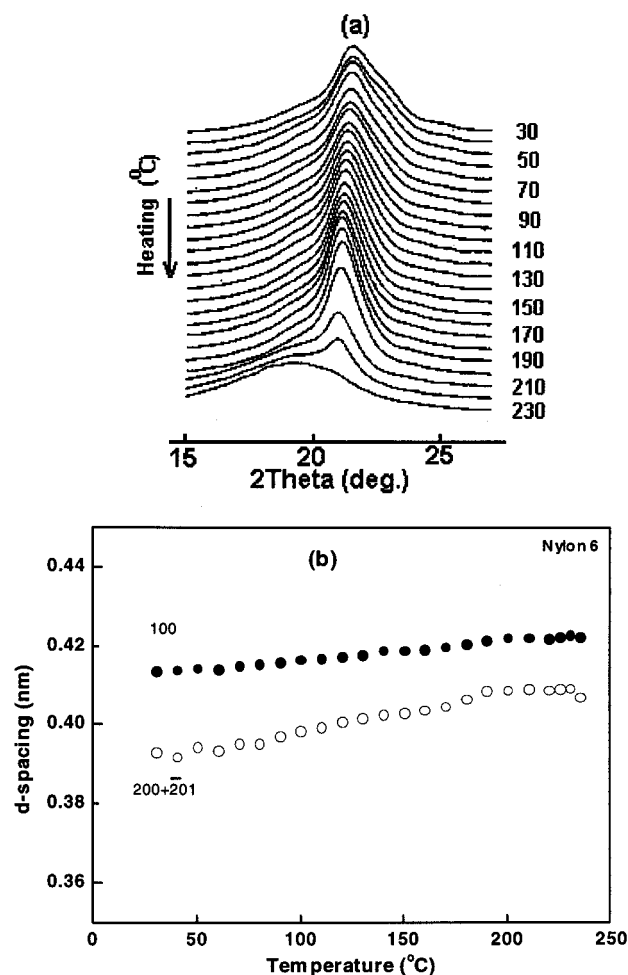 (a)
30
50
70
90
110
130
150
170
190
210
230
Heating (⁰C)
15 20 25
2Theta (deg.)
(b)
Nylon 6
0.44
0.42
0.40
0.38
0.36
100
200+2̅01
d-spacing (nm)
0 50 100 150 200 250
Temperature (°C)